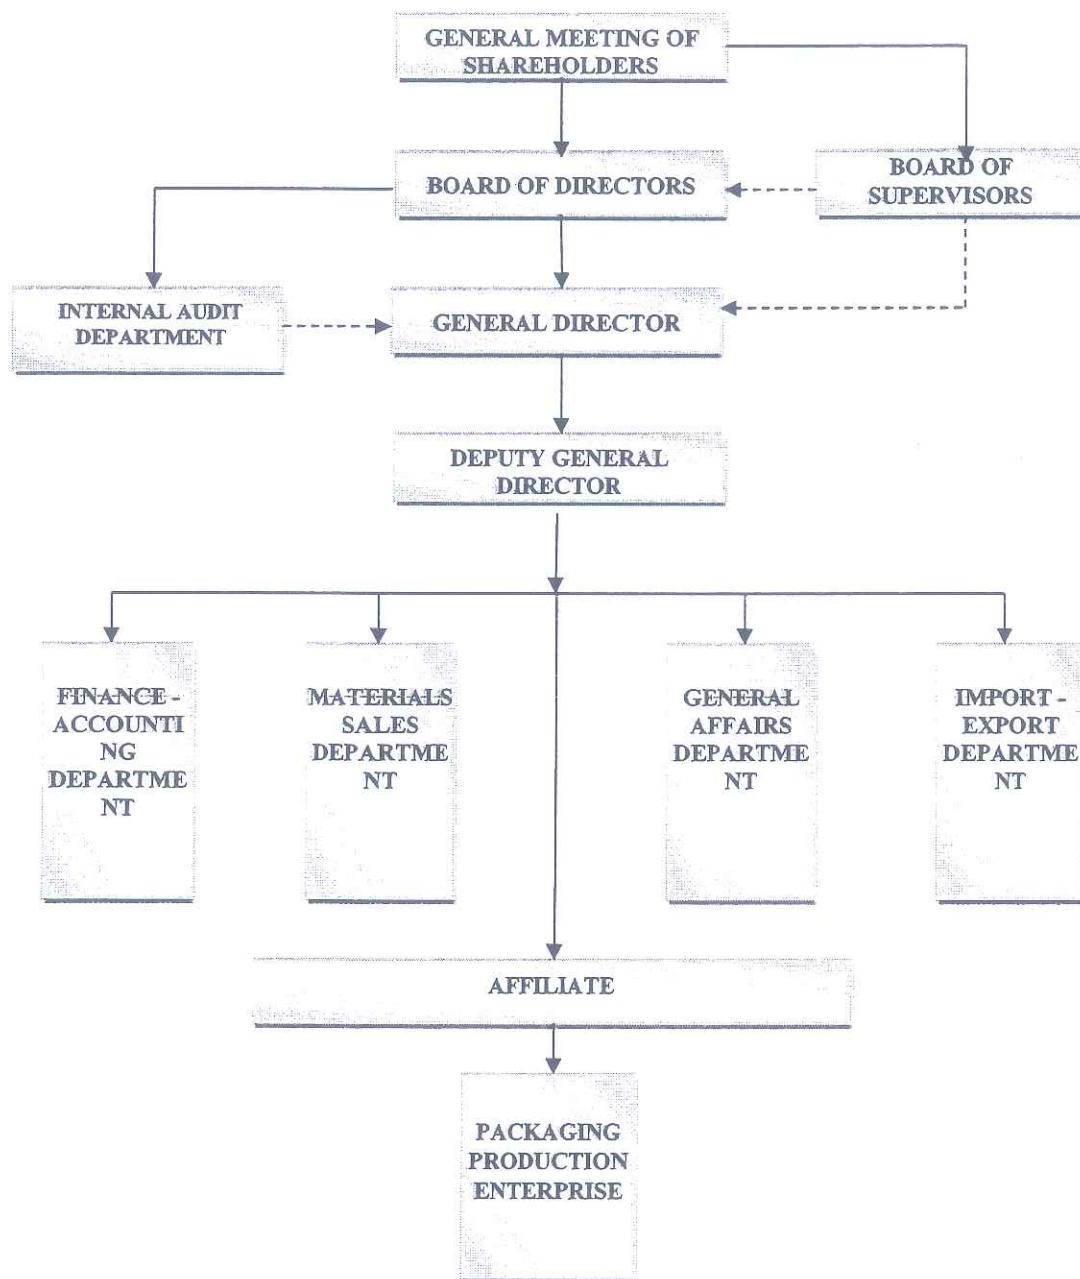 GENERAL MEETING OF
SHAREHOLDERS
BOARD OF DIRECTORS
BOARD OF
SUPERVISORS
INTERNAL AUDIT
DEPARTMENT
GENERAL DIRECTOR
DEPUTY GENERAL
DIRECTOR
FINANCE -
ACCOUNTI
NG
DEPARTME
NT
MATERIALS
SALES
DEPARTME
NT
GENERAL
AFFAIRS
DEPARTME
NT
IMPORT -
EXPORT
DEPARTME
NT
AFFILIATE
PACKAGING
PRODUCTION
ENTERPRISE